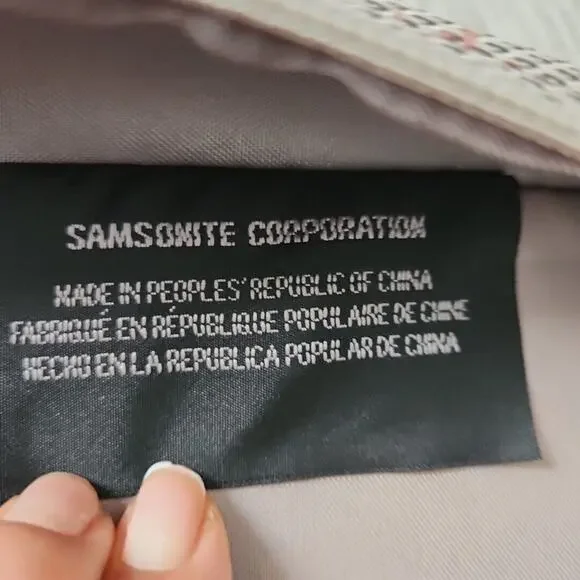 SAMSONITE CORPORATION
MADE IN PEOPLES' REPUBLIC OF CHINA
FABRIQUÉ EN RÉPUBLIQUE POPULAIRE DE CHINE
HECHO EN LA REPUBLICA POPULAR DE CHINA